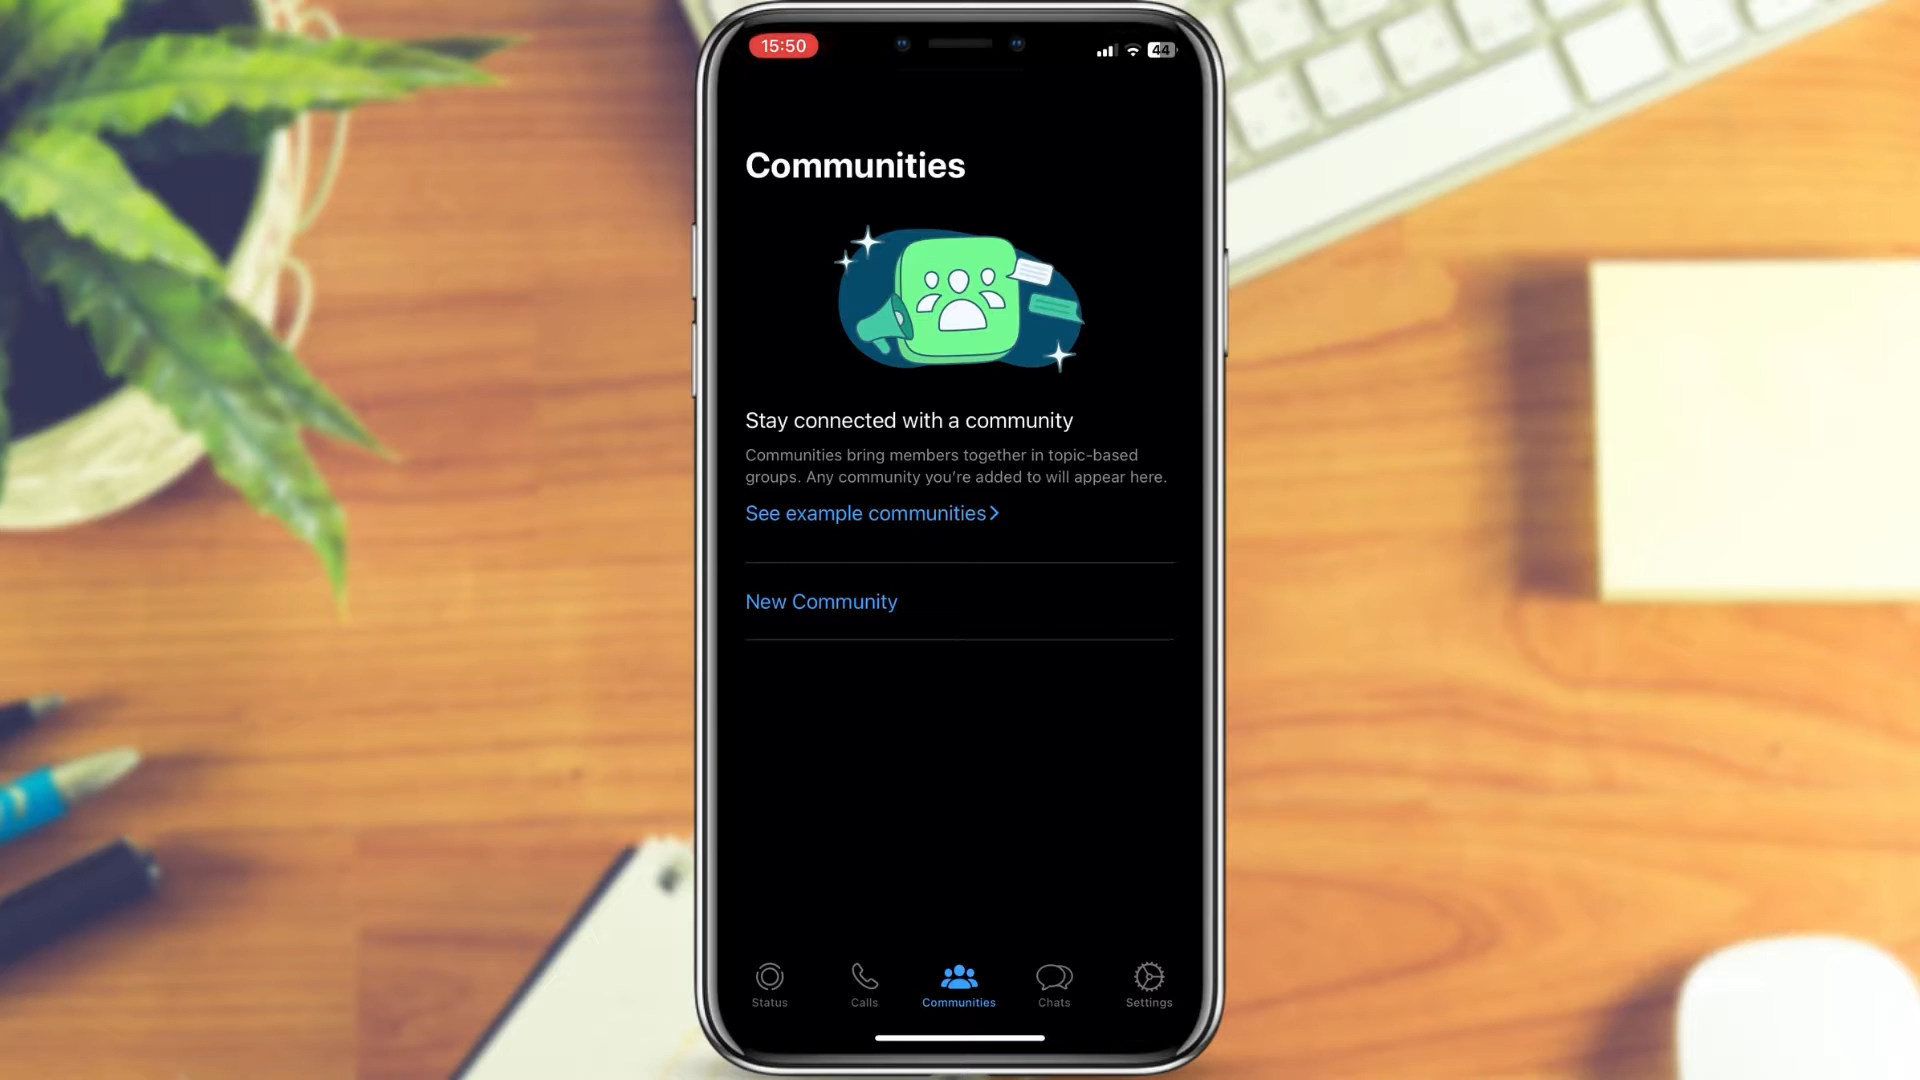 15:50
44
Communities
Stay connected with a community
Communities bring members together in topic-based
groups. Any community you're added to will appear here.
See example communities
New Community
Status
Calls
Communities
Chats
Settings